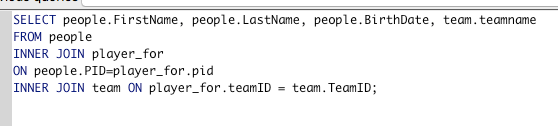 SELECT people.FirstName, people.LastName, people.BirthDate, team.teamname
FROM people
INNER JOIN player_for
ON people.PID=player_for.pid
INNER JOIN team ON player_for.teamID = team.TeamID;